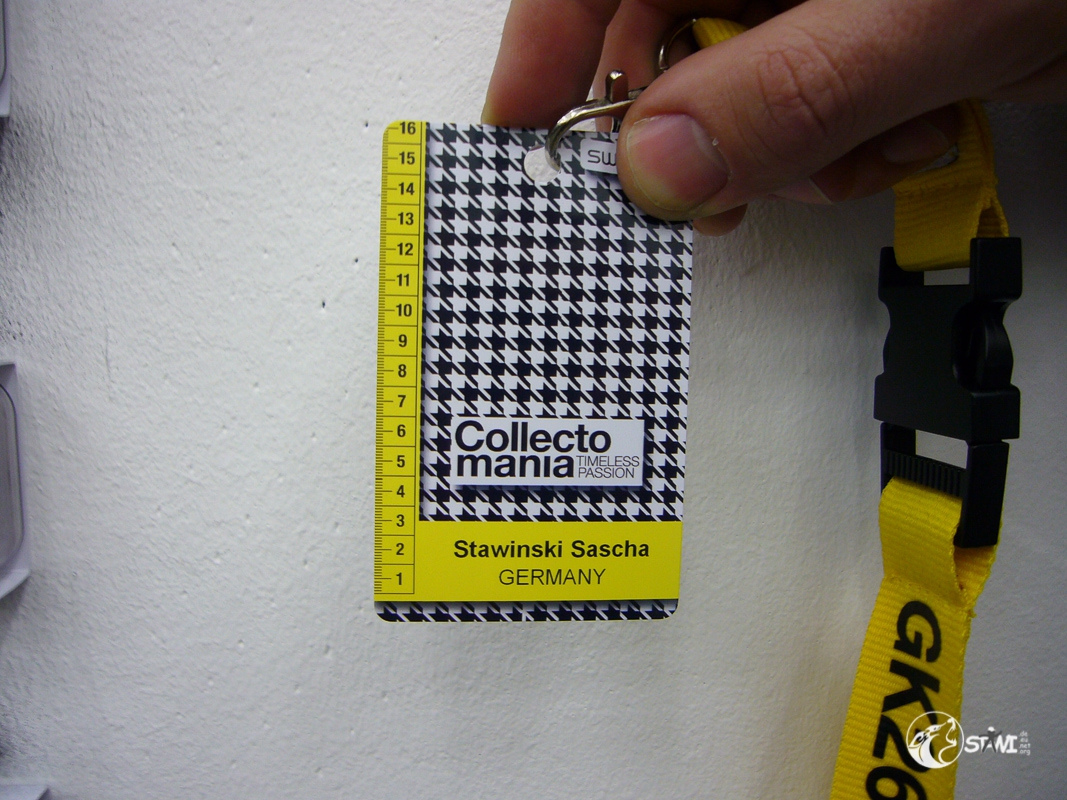 16
15
14
13
12
11
10
9
8
7
6
5
4
3
2
1
Collecto
mania TIMELESS
PASSION
Stawinski Sascha
GERMANY
GK26
STAWI